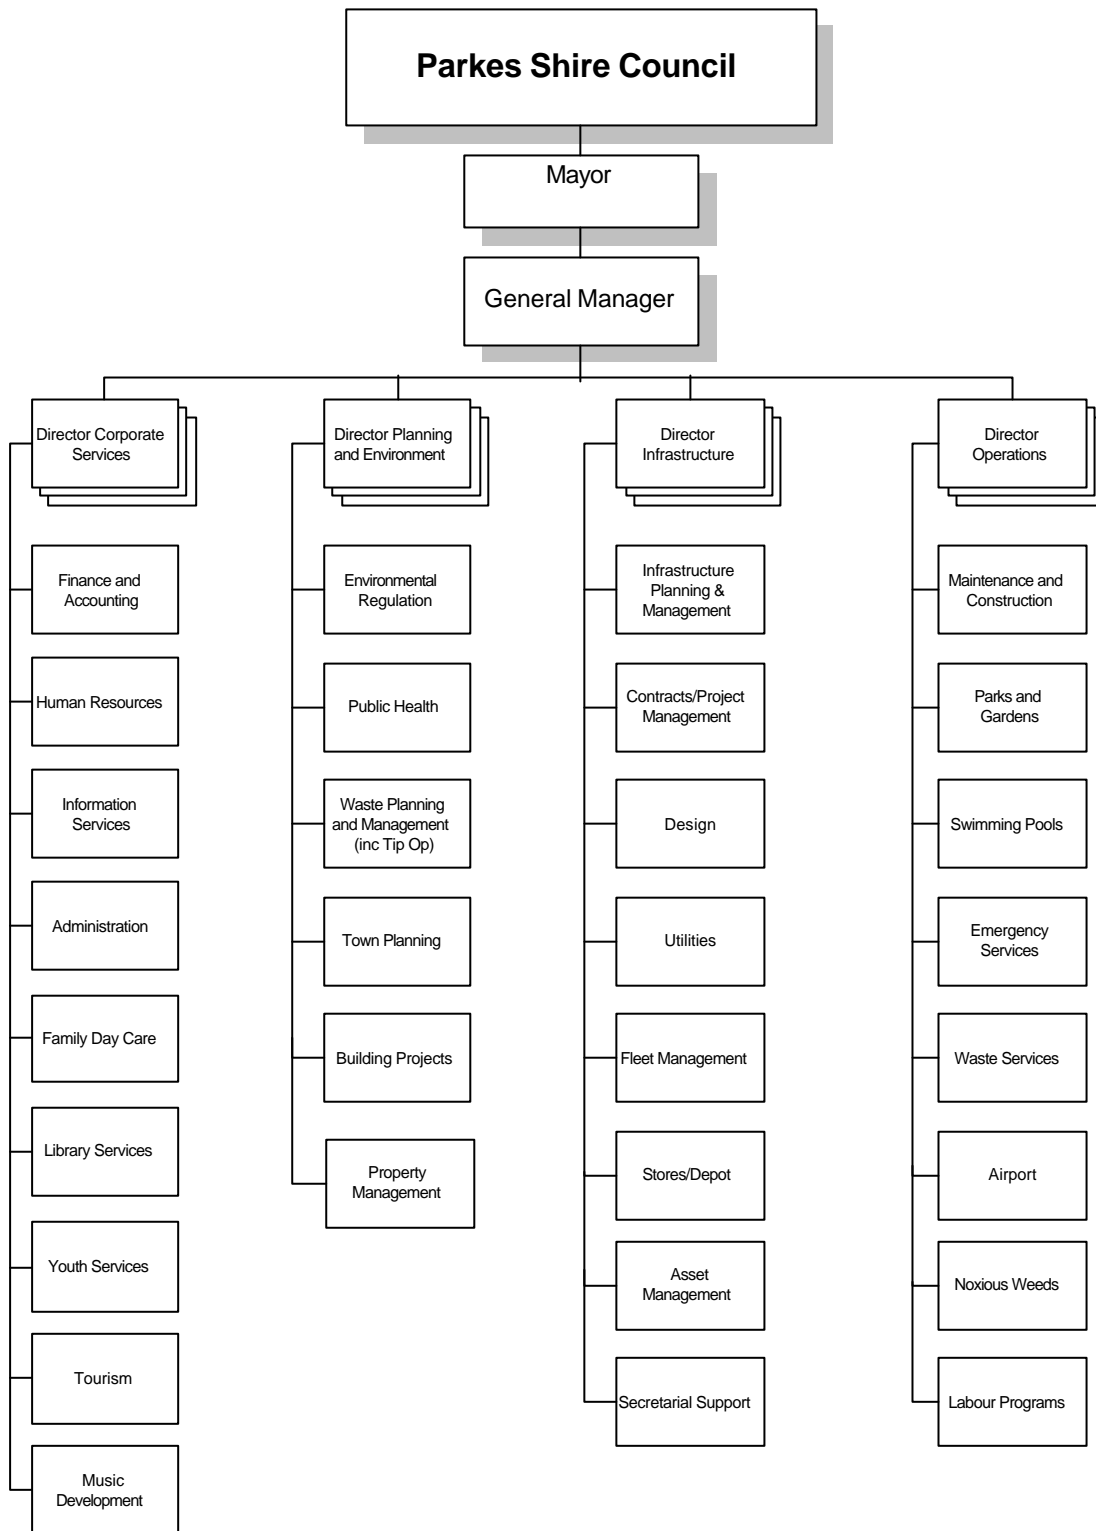 Parkes Shire Council
Mayor
General Manager
Director Corporate
Services
Finance and
Accounting
Human Resources
Information
Services
Administration
Family Day Care
Library Services
Youth Services
Tourism
Music
Development
Director Planning
and Environment
Environmental
Regulation
Public Health
Waste Planning
and Management
(inc Tip Op)
Town Planning
Building Projects
Property
Management
Director
Infrastructure
Infrastructure
Planning &
Management
Contracts/Project
Management
Design
Utilities
Fleet Management
Stores/Depot
Asset
Management
Secretarial Support
Director
Operations
Maintenance and
Construction
Parks and
Gardens
Swimming Pools
Emergency
Services
Waste Services
Airport
Noxious Weeds
Labour Programs